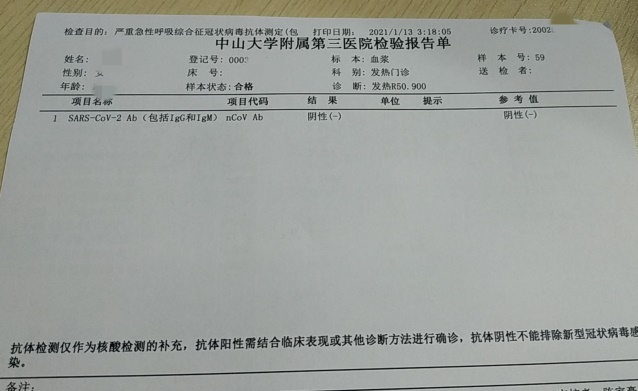 检查目的：严重急性呼吸综合征冠状病毒抗体测定(包 打印日期： 2021/1/13 3:18:05 诊疗卡号:2002
中山大学附属第三医院检验报告单
姓名： 登记号：000 标 本：血浆 样 本 号：59
性别： 女 床 号： 科 别：发热门诊 送 检 者：
年龄： 样本状态：合格 诊 断：发热R50.900
项目名称 项目代码 结 果 单位 提示 参 考 值
1 SARS-CoV-2 Ab（包括IgG和IgM） nCoV Ab 阴性(-) 阴性(-)
抗体检测仅作为核酸检测的补充，抗体阳性需结合临床表现或其他诊断方法进行确诊，抗体阴性不能排除新型冠状病毒感
染。
备注：